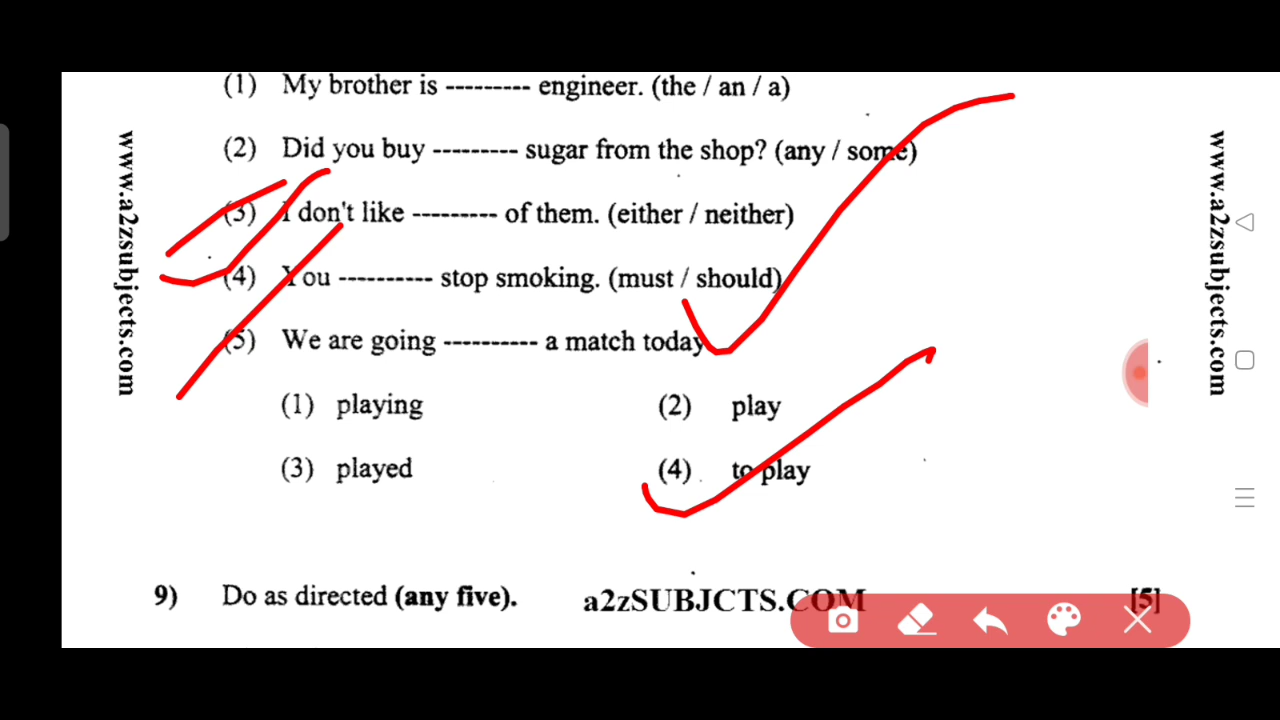 (1) My brother is --------- engineer. (the / an / a)
(2) Did you buy --------- sugar from the shop? (any / some)
(3) I don't like --------- of them. (either / neither)
(4) You ---------- stop smoking. (must / should)
(5) We are going ---------- a match today
(1) playing (2) play
(3) played (4) to play
9) Do as directed (any five). a2zSUBJCTS.COM [5]
www.a2zsubjects.com
www.a2zsubjects.com